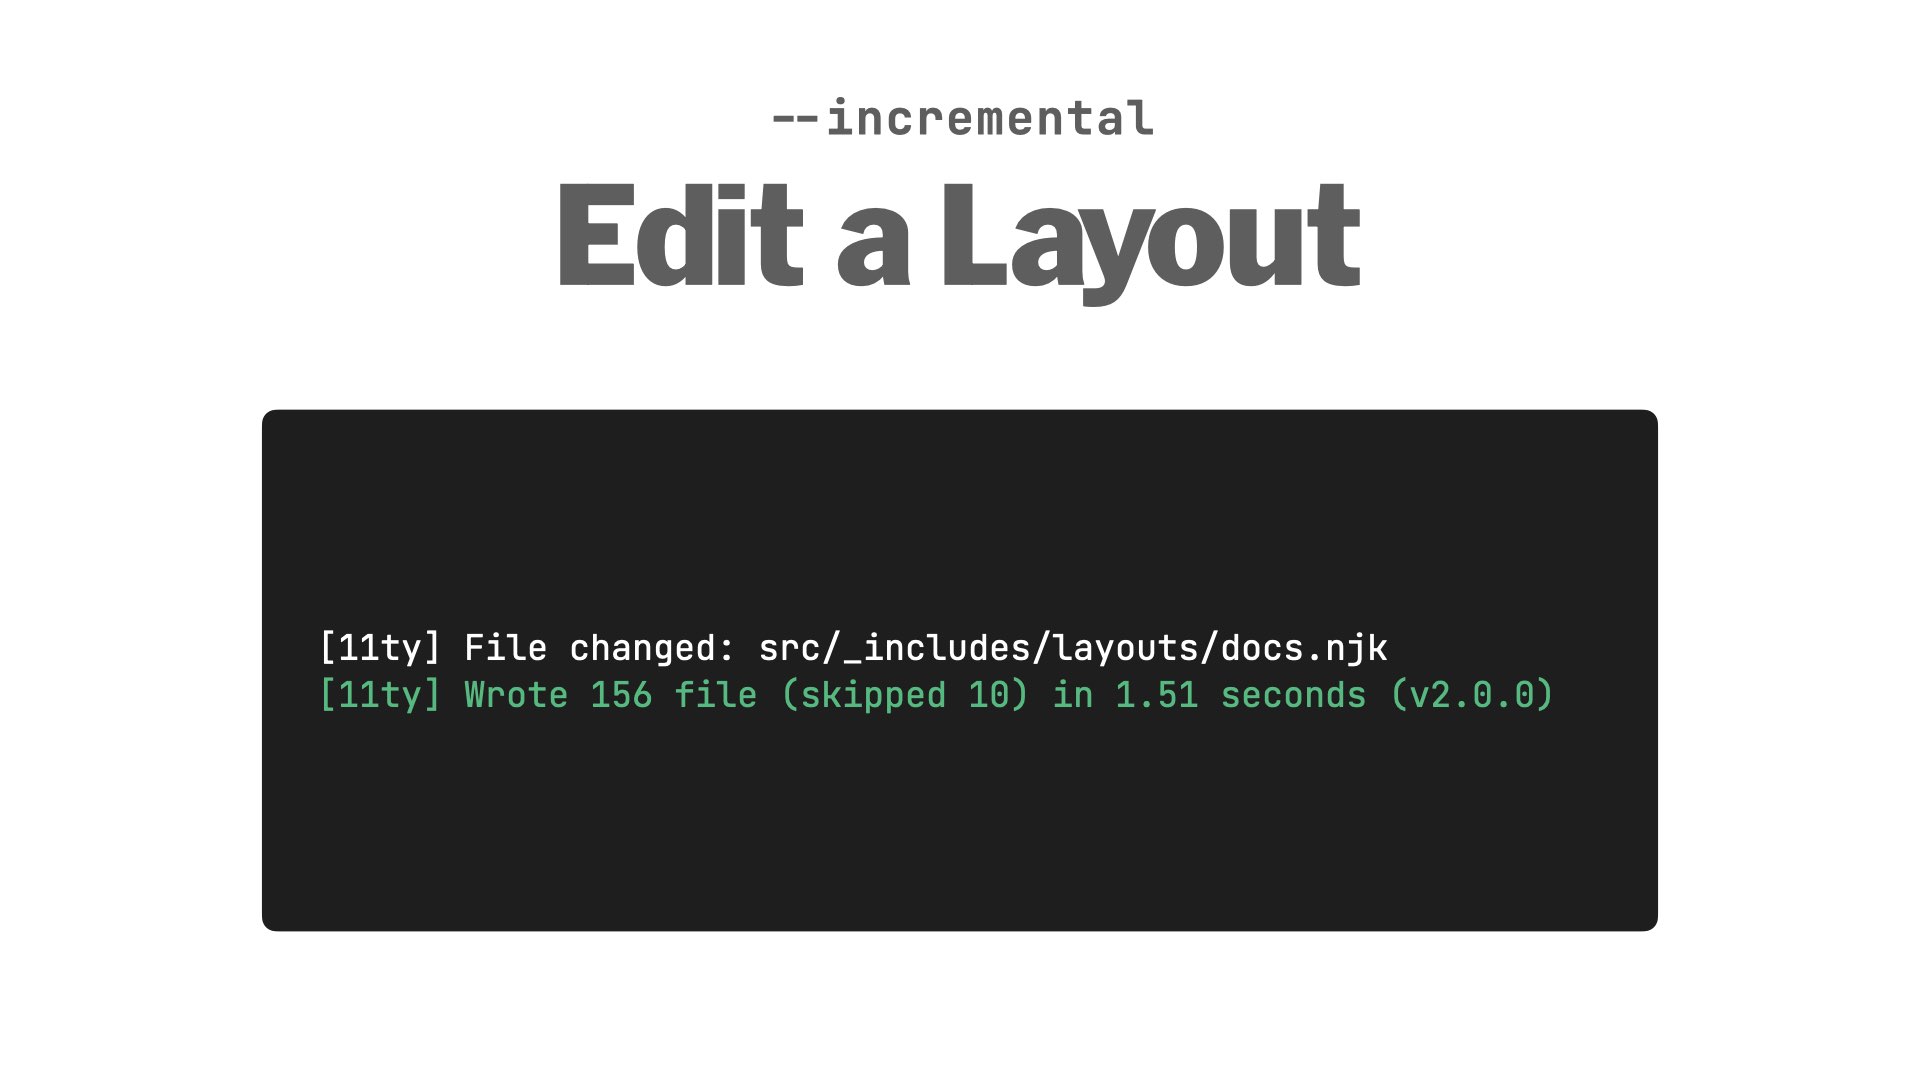 --incremental
Edit a Layout
[11ty] File changed: src/_includes/layouts/docs.njk
[11ty] Wrote 156 file (skipped 10) in 1.51 seconds (v2.0.0)